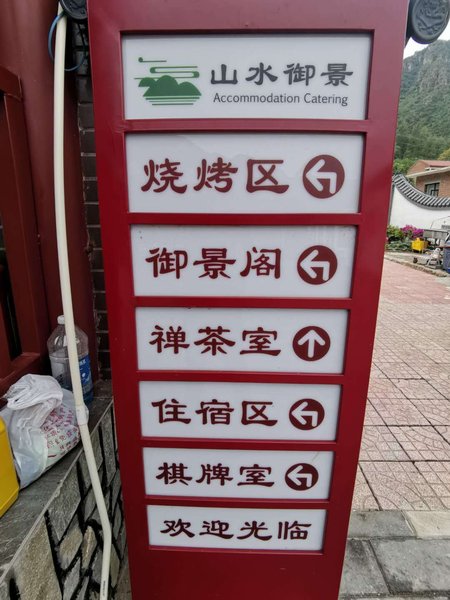 山水御景
Accommodation Catering
烧烤区
御景阁
禅茶室
住宿区
棋牌室
欢迎光临